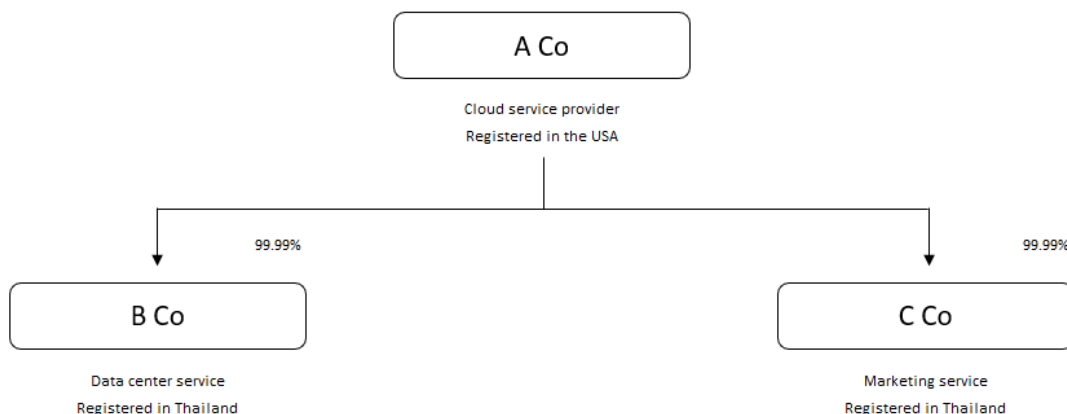 A Co
Cloud service provider
Registered in the USA
99.99%
99.99%
B Co
C Co
Data center service
Registered in Thailand
Marketing service
Registered in Thailand